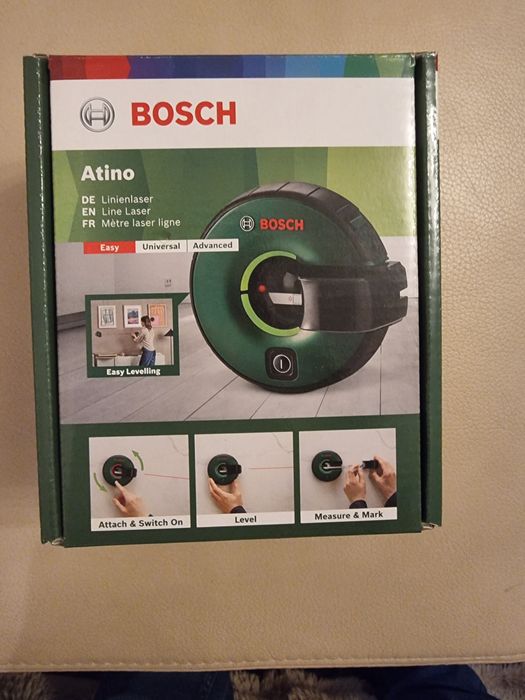 BOSCH
Atino
DE Linienlaser
EN Line Laser
FR Mètre laser ligne
Easy Universal Advanced
BOSCH
Easy Levelling
Attach & Switch On
Level
Measure & Mark